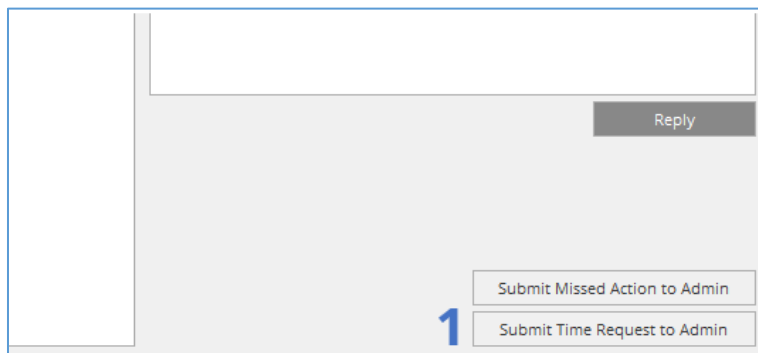 Reply
Submit Missed Action to Admin
1 Submit Time Request to Admin